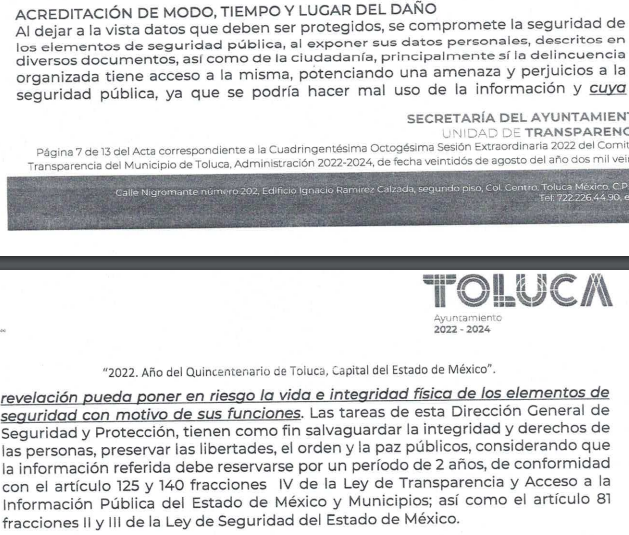 ACREDITACIÓN DE MODO, TIEMPO Y LUGAR DEL DAÑO
Al dejar a la vista datos que deben ser protegidos, se compromete la seguridad de
los elementos de seguridad pública, al exponer sus datos personales, descritos en
diversos documentos, así como de la ciudadanía, principalmente sí la delincuencia
organizada tiene acceso a la misma, potenciando una amenaza y perjuicios a la
seguridad pública, ya que se podría hacer mal uso de la información y cuya
SECRETARÍA DEL AYUNTAMIENT
UNIDAD DE TRANSPARENC
Página 7 de 13 del Acta correspondiente a la Cuadringentésima Octogésima Sesión Extraordinaria 2022 del Comit
Transparencia del Municipio de Toluca, Administración 2022-2024, de fecha veintidós de agosto del año dos mil vei
Calle Nigromante número 202, Edificio Ignacio Ramírez Calzada, segundo piso, Col. Centro, Toluca México. C.P.
Tel. 722.226.44.90, e
TOLUCA
Ayuntamiento
2022 - 2024
"2022. Año del Quincentenario de Toluca, Capital del Estado de México".
revelación pueda poner en riesgo la vida e integridad física de los elementos de
seguridad con motivo de sus funciones. Las tareas de esta Dirección General de
Seguridad y Protección, tienen como fin salvaguardar la integridad y derechos de
las personas, preservar las libertades, el orden y la paz públicos, considerando que
la información referida debe reservarse por un período de 2 años, de conformidad
con el artículo 125 y 140 fracciones IV de la Ley de Transparencia y Acceso a la
Información Pública del Estado de México y Municipios; así como el artículo 81
fracciones II y III de la Ley de Seguridad del Estado de México.